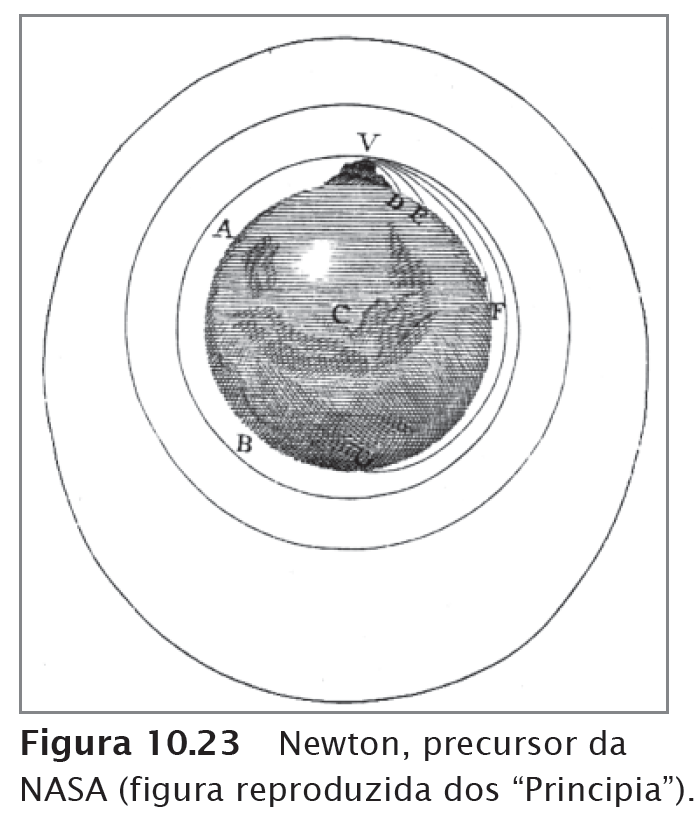 V
D E
A
C
F
B
G
Figura 10.23 Newton, precursor da
NASA (figura reproduzida dos “Principia”).